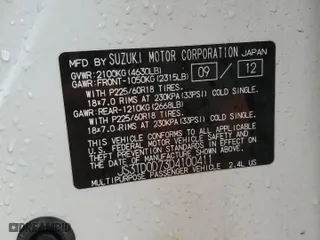 MFD BY SUZUKI MOTOR CORPORATION JAPAN
GVWR: 2100KG (4630LB) 09 / 12
GAWR: FRONT-1050KG (2315LB)
WITH P225/60R18 TIRES.
18x7.0 RIMS AT 230KPA (33PSI) COLD SINGLE.
GAWR: REAR-1210KG (2668LB)
WITH P225/60R18 TIRES.
18x7.0 RIMS AT 230KPA (33PSI) COLD SINGLE.
THIS VEHICLE CONFORMS TO ALL APPLICABLE
FEDERAL MOTOR VEHICLE SAFETY
AND THEFT PREVENTION STANDARDS IN EFFECT
ON THE DATE OF MANUFACTURE SHOWN ABOVE.
JS3TD0D73D4100411
MULTIPURPOSE PASSENGER VEHICLE 2.4L US